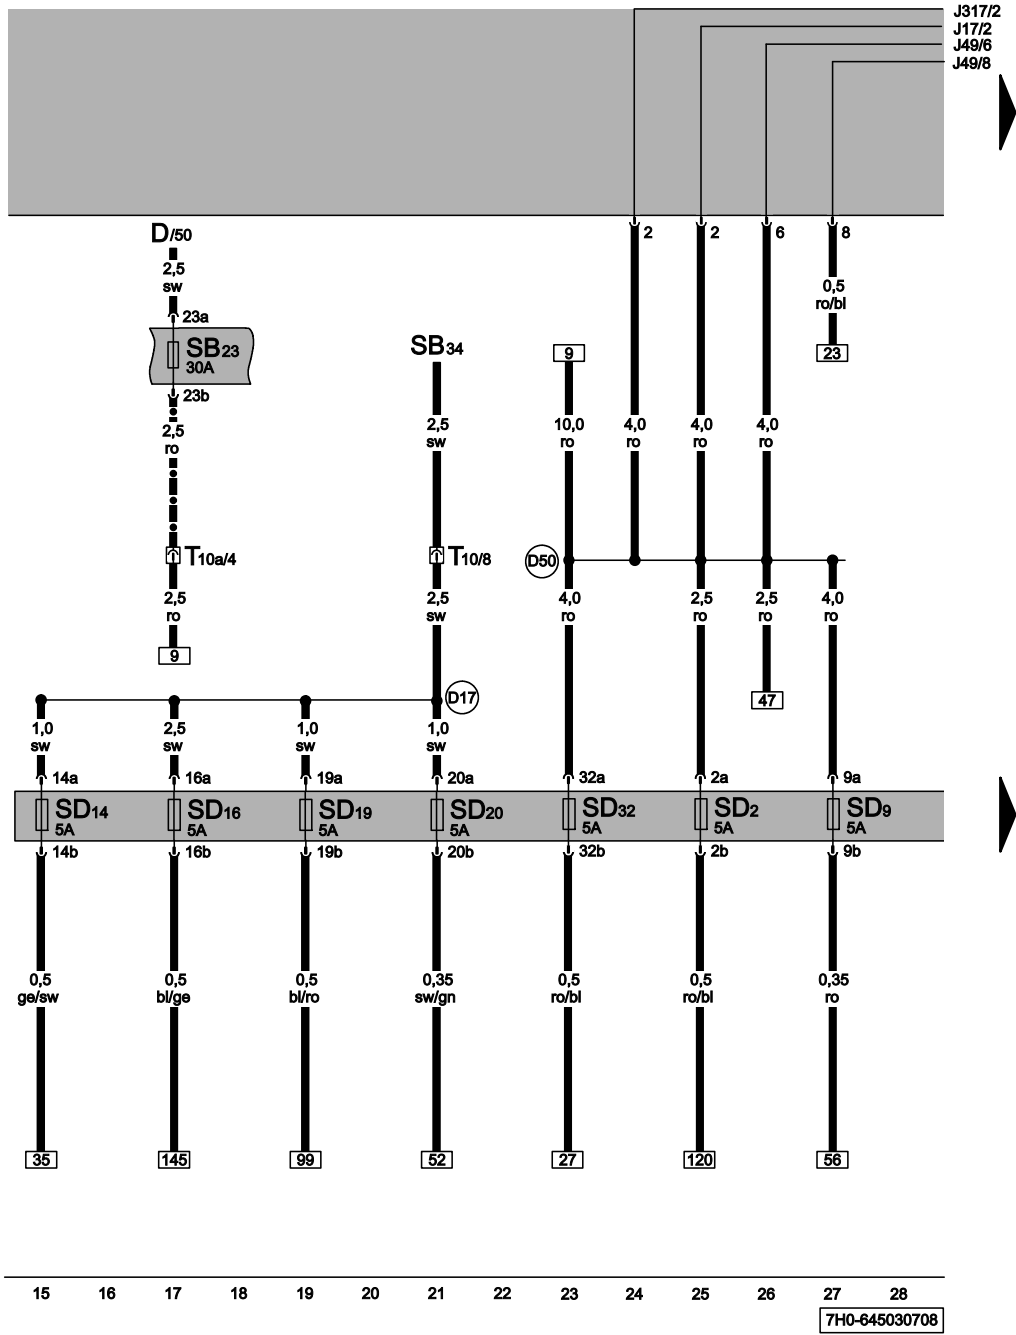 J317/2
J17/2
J49/6
J49/8
2
2
6
8
D/50
2,5
sw
23a
SB23
30A
23b
2,5
ro
T10a/4
2,5
ro
9
SB34
2,5
sw
T10/8
2,5
sw
D17
9
10,0
ro
4,0
ro
4,0
ro
4,0
ro
0,5
ro/bl
23
D50
4,0
ro
2,5
ro
2,5
ro
4,0
ro
47
1,0
sw
2,5
sw
1,0
sw
1,0
sw
14a
16a
19a
20a
32a
2a
9a
SD14
5A
SD16
5A
SD19
5A
SD20
5A
SD32
5A
SD2
5A
SD9
5A
14b
16b
19b
20b
32b
2b
9b
0,5
ge/sw
0,5
bl/ge
0,5
bl/ro
0,35
sw/gn
0,5
ro/bl
0,5
ro/bl
0,35
ro
35
145
99
52
27
120
56
15 16 17 18 19 20 21 22 23 24 25 26 27 28
7H0-645030708